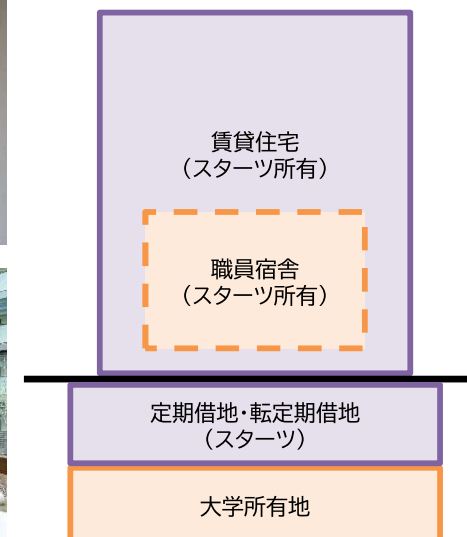 賃貸住宅
（スターツ所有）
職員宿舎
（スターツ所有）
定期借地・転定期借地
（スターツ）
大学所有地